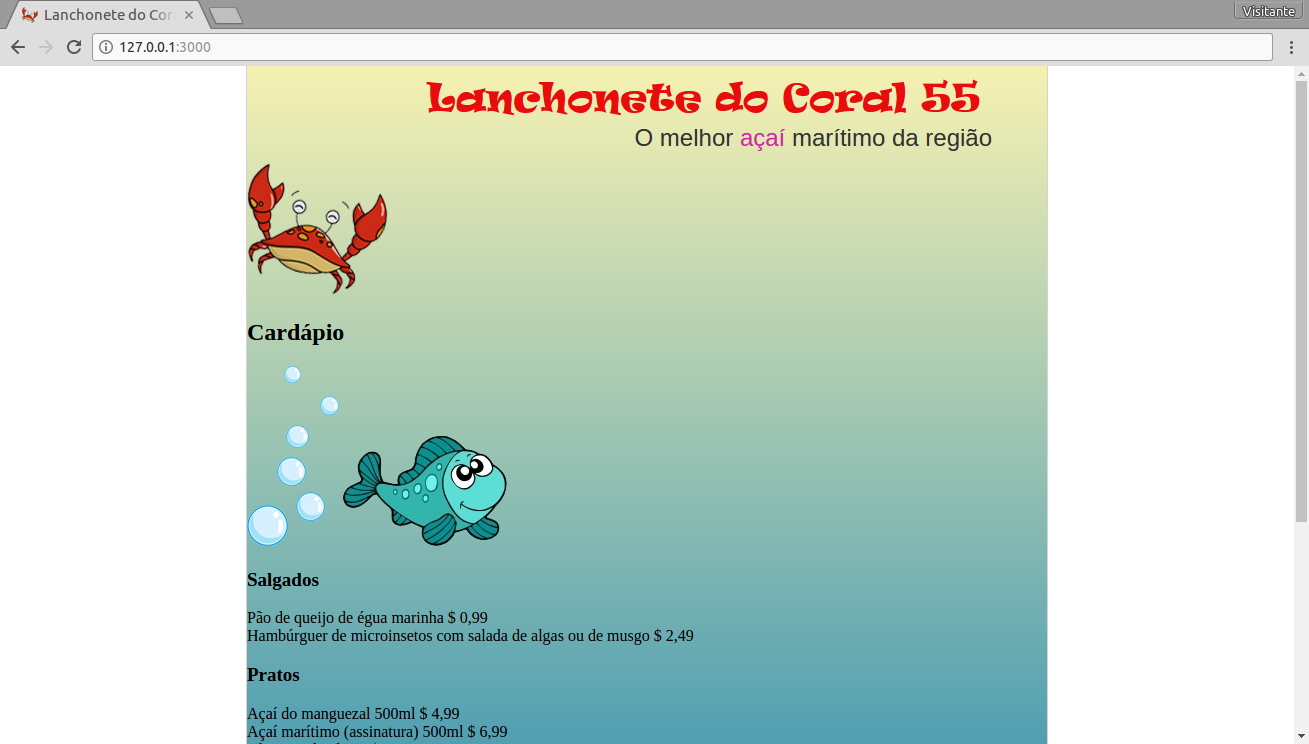 Lanchonete do Cor
Visitante
127.0.0.1:3000
Lanchonete do Coral 55
O melhor açaí marítimo da região
Cardápio
Salgados
Pão de queijo de égua marinha $ 0,99
Hambúrguer de microinsetos com salada de algas ou de musgo $ 2,49
Pratos
Açaí do manguezal 500ml $ 4,99
Açaí marítimo (assinatura) 500ml $ 6,99